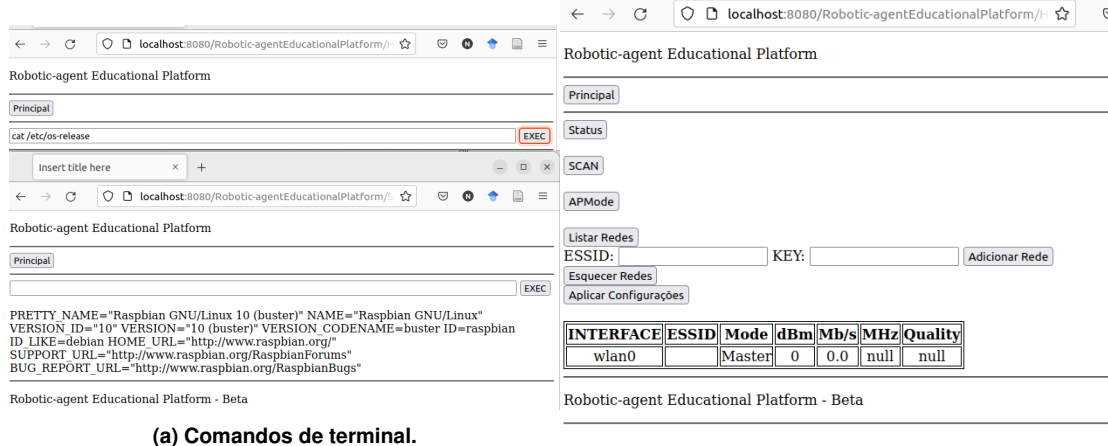 localhost:8080/Robotic-agentEducationalPlatform/
Robotic-agent Educational Platform
Principal
cat /etc/os-release
EXEC
Insert title here
localhost:8080/Robotic-agentEducationalPlatform/
Robotic-agent Educational Platform
Principal
EXEC
PRETTY_NAME="Raspbian GNU/Linux 10 (buster)" NAME="Raspbian GNU/Linux"
VERSION_ID="10" VERSION="10 (buster)" VERSION_CODENAME=buster ID=raspbian
ID_LIKE=debian HOME_URL="http://www.raspbian.org/"
SUPPORT_URL="http://www.raspbian.org/RaspbianForums"
BUG_REPORT_URL="http://www.raspbian.org/RaspbianBugs"
Robotic-agent Educational Platform - Beta
(a) Comandos de terminal.
localhost:8080/Robotic-agentEducationalPlatform/H
Robotic-agent Educational Platform
Principal
Status
SCAN
APMode
Listar Redes
ESSID: KEY: Adicionar Rede
Esquecer Redes
Aplicar Configurações
INTERFACE ESSID Mode dBm Mb/s MHz Quality
wlan0 Master 0 0.0 null null
Robotic-agent Educational Platform - Beta